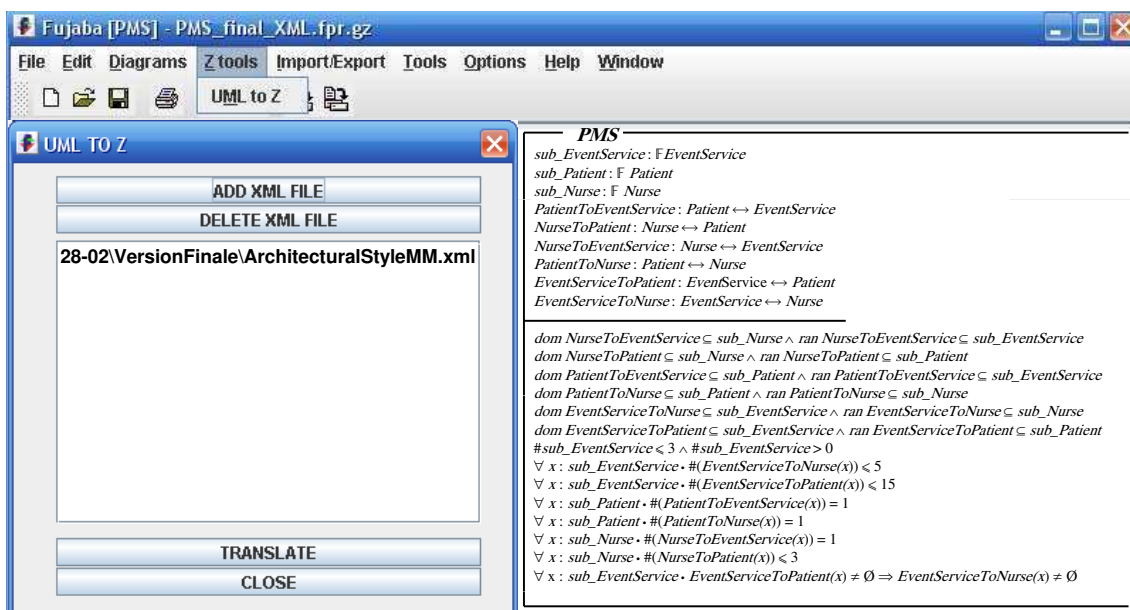 Fujaba [PMS] - PMS_final_XML.fpr.gz
File Edit Diagrams Z tools Import/Export Tools Options Help Window
UML to Z
UML TO Z
ADD XML FILE
DELETE XML FILE
28-02\VersionFinale\ArchitecturalStyleMM.xml
TRANSLATE
CLOSE
PMS
sub_EventService : 𝔽 EventService
sub_Patient : 𝔽 Patient
sub_Nurse : 𝔽 Nurse
PatientToEventService : Patient ↔ EventService
NurseToPatient : Nurse ↔ Patient
NurseToEventService : Nurse ↔ EventService
PatientToNurse : Patient ↔ Nurse
EventServiceToPatient : EventService ↔ Patient
EventServiceToNurse : EventService ↔ Nurse
dom NurseToEventService ⊆ sub_Nurse ∧ ran NurseToEventService ⊆ sub_EventService
dom NurseToPatient ⊆ sub_Nurse ∧ ran NurseToPatient ⊆ sub_Patient
dom PatientToEventService ⊆ sub_Patient ∧ ran PatientToEventService ⊆ sub_EventService
dom PatientToNurse ⊆ sub_Patient ∧ ran PatientToNurse ⊆ sub_Nurse
dom EventServiceToNurse ⊆ sub_EventService ∧ ran EventServiceToNurse ⊆ sub_Nurse
dom EventServiceToPatient ⊆ sub_EventService ∧ ran EventServiceToPatient ⊆ sub_Patient
#sub_EventService ⩽ 3 ∧ #sub_EventService > 0
∀ x : sub_EventService • #(EventServiceToNurse(x)) ⩽ 5
∀ x : sub_EventService • #(EventServiceToPatient(x)) ⩽ 15
∀ x : sub_Patient • #(PatientToEventService(x)) = 1
∀ x : sub_Patient • #(PatientToNurse(x)) = 1
∀ x : sub_Nurse • #(NurseToEventService(x)) = 1
∀ x : sub_Nurse • #(NurseToPatient(x)) ⩽ 3
∀ x : sub_EventService • EventServiceToPatient(x) ≠ Ø ⇒ EventServiceToNurse(x) ≠ Ø